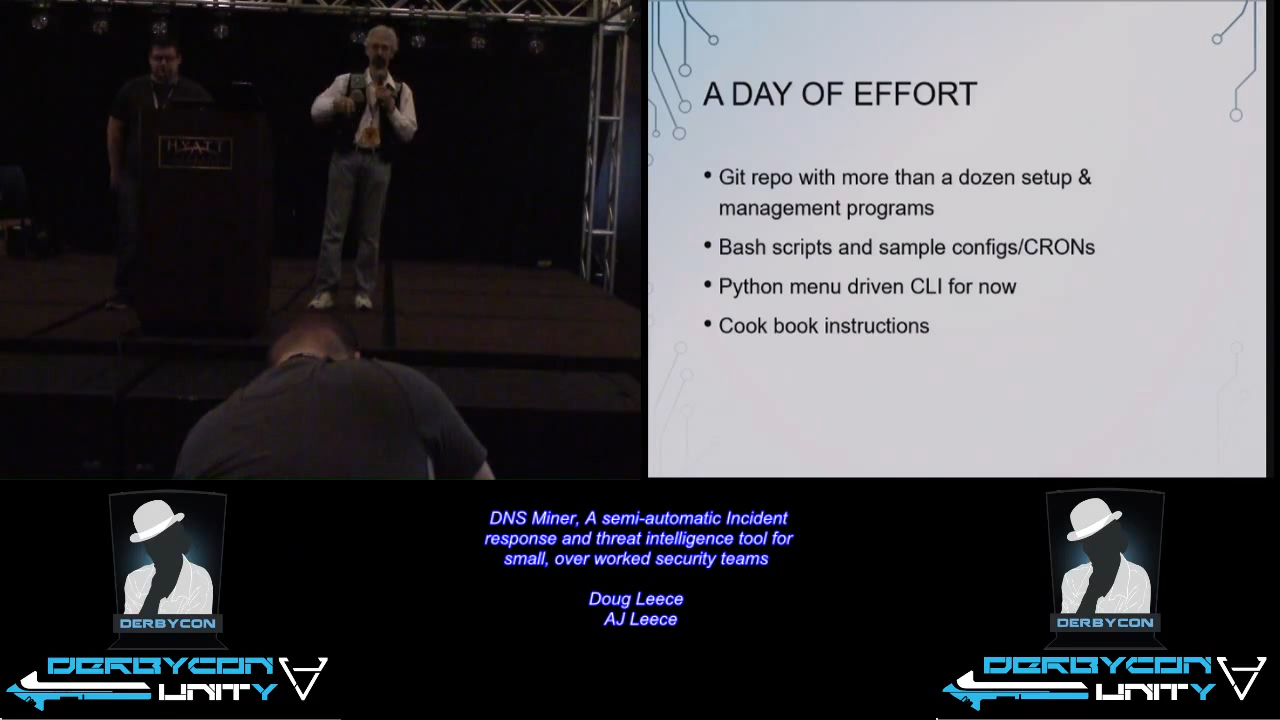 HYATT
A DAY OF EFFORT
• Git repo with more than a dozen setup &
management programs
• Bash scripts and sample configs/CRONs
• Python menu driven CLI for now
• Cook book instructions
DERBYCON
DERBYCON
UNITY
DNS Miner, A semi-automatic Incident
response and threat intelligence tool for
small, over worked security teams
Doug Leece
AJ Leece
DERBYCON
DERBYCON
UNITY